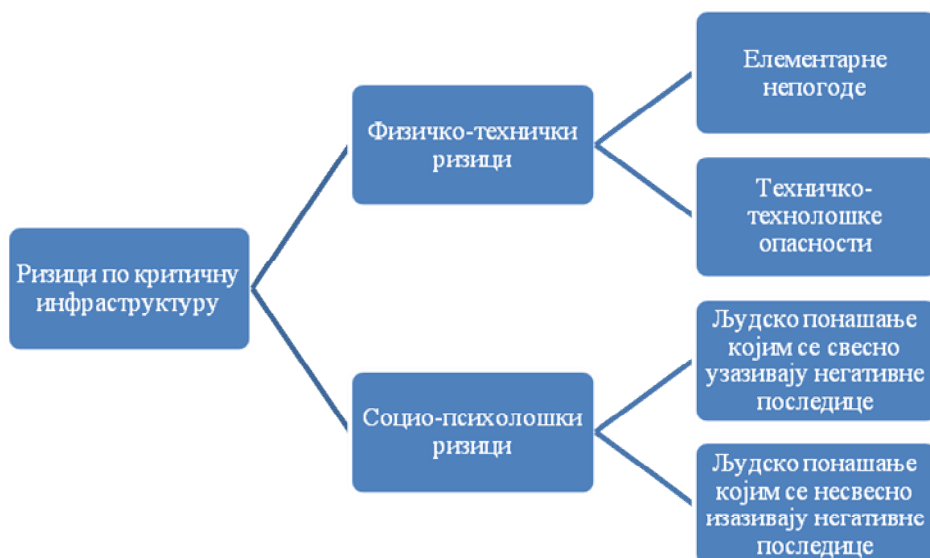 Ризици по критичну
инфраструктуру
Физичко-технички
ризици
Елементарне
непогоде
Техничко-
технолошке
опасности
Социо-психолошки
ризици
Људско понашање
којим се свесно
узазивају негативне
последице
Људско понашање
којим се несвесно
изазивају негативне
последице